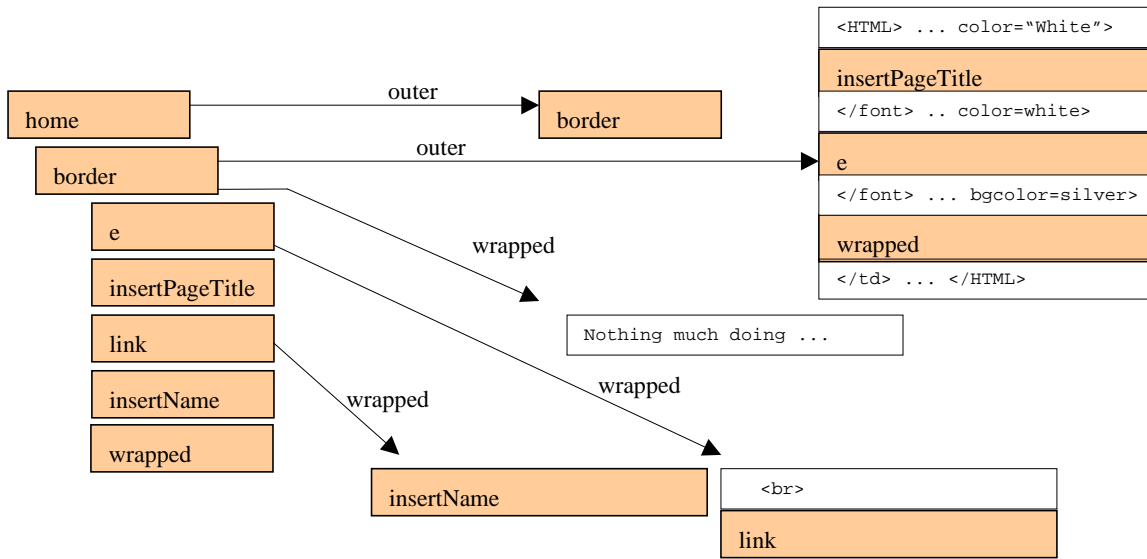 <HTML> ... color=“White”>
insertPageTitle
home
outer
border
</font> .. color=white>
border
outer
e
</font> ... bgcolor=silver>
e
wrapped
wrapped
insertPageTitle
</td> ... </HTML>
link
Nothing much doing ...
insertName
wrapped
wrapped
wrapped
insertName
<br>
link